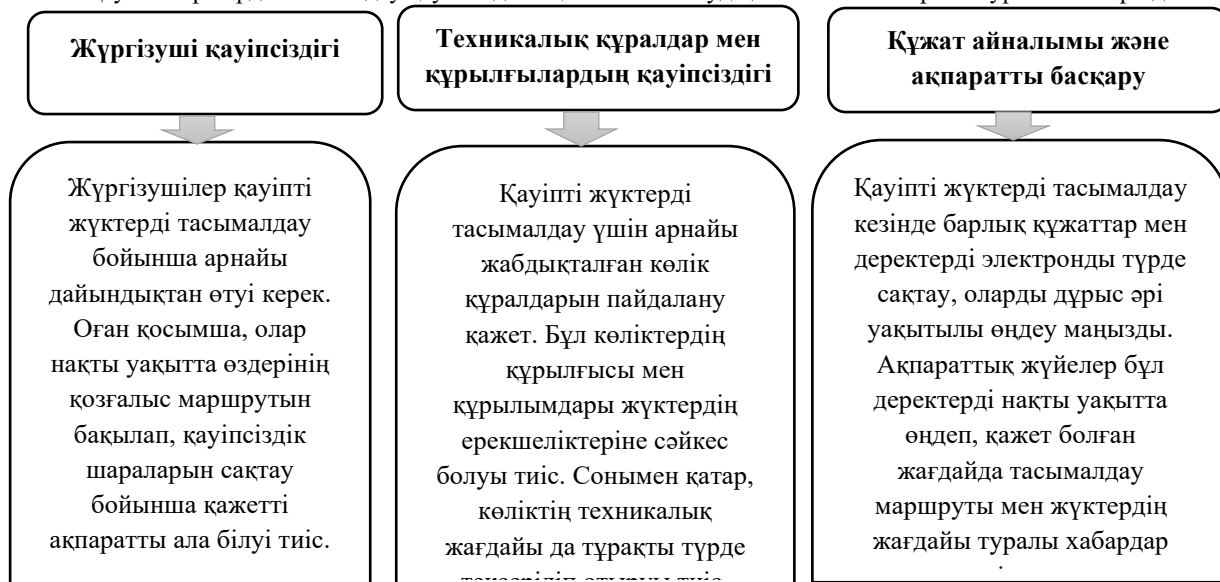 Жүргізуші қауіпсіздігі
Техникалық құралдар мен
құрылғылардың қауіпсіздігі
Құжат айналымы және
ақпаратты басқару
Жүргізушілер қауіпті
жүктерді тасымалдау
бойынша арнайы
дайындықтан өтуі керек.
Оған қосымша, олар
нақты уақытта өздерінің
қозғалыс маршрутын
бақылап, қауіпсіздік
шараларын сақтау
бойынша қажетті
ақпаратты ала білуі тиіс.
Қауіпті жүктерді
тасымалдау үшін арнайы
жабдықталған көлік
құралдарын пайдалану
қажет. Бұл көліктердің
құрылғысы мен
құрылымдары жүктердің
ерекшеліктеріне сәйкес
болуы тиіс. Сонымен қатар,
көліктің техникалық
жағдайы да тұрақты түрде
Қауіпті жүктерді тасымалдау
кезінде барлық құжаттар мен
деректерді электронды түрде
сақтау, оларды дұрыс әрі
уақытылы өңдеу маңызды.
Ақпараттық жүйелер бұл
деректерді нақты уақытта
өңдеп, қажет болған
жағдайда тасымалдау
маршруты мен жүктердің
жағдайы туралы хабардар